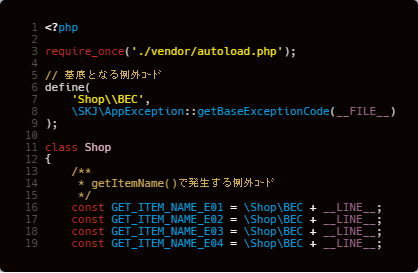 1 <?php
2
3 require_once('./vendor/autoload.php');
4
5 // 基底となる例外ｺｰﾄﾞ
6 define(
7     'Shop\\BEC',
8     \SKJ\AppException::getBaseExceptionCode(__FILE__)
9 );
10
11 class Shop
12 {
13     /**
14      * getItemName()で発生する例外ｺｰﾄﾞ
15      */
16     const GET_ITEM_NAME_E01 = \Shop\BEC + __LINE__;
17     const GET_ITEM_NAME_E02 = \Shop\BEC + __LINE__;
18     const GET_ITEM_NAME_E03 = \Shop\BEC + __LINE__;
19     const GET_ITEM_NAME_E04 = \Shop\BEC + __LINE__;